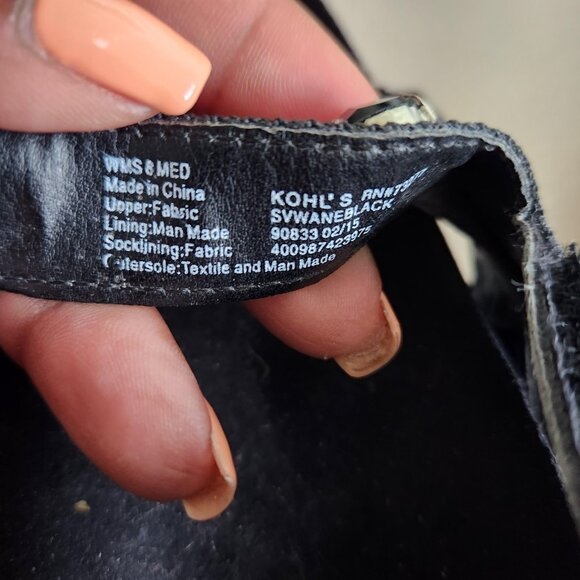 WMS 8 MED
Made in China
Upper:Fabric
Lining:Man Made
Socklining:Fabric
Outersole:Textile and Man Made
KOHL'S
SVWANEBLACK
90833 02/15
400987423975